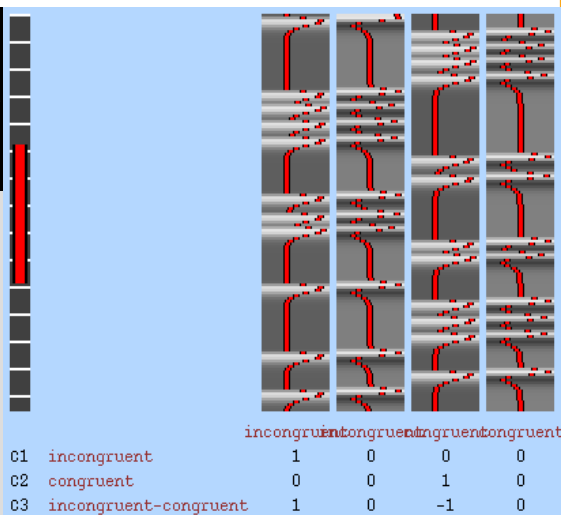 incongruent incongruent congruent congruent
C1 incongruent 1 0 0 0
C2 congruent 0 0 1 0
C3 incongruent-congruent 1 0 -1 0